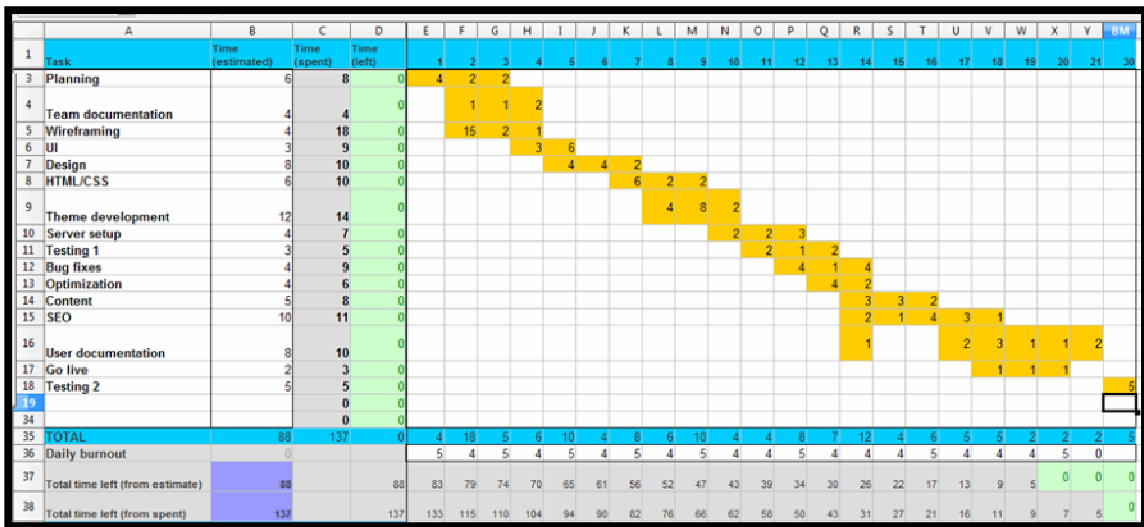 A B C D E F G H I J K L M N O P Q R S T U V W X Y BM
1 Task Time (estimated) Time (spent) Time (left) 1 2 3 4 5 6 7 8 9 10 11 12 13 14 15 16 17 18 19 20 21 30
3 Planning 6 8 0 4 2 2
4 Team documentation 4 4 0 1 1 2
5 Wireframing 4 18 0 15 2 1
6 UI 3 9 0 3 6
7 Design 8 10 0 4 4 2
8 HTML/CSS 6 10 0 6 2 2
9 Theme development 12 14 0 4 8 2
10 Server setup 4 7 0 2 2 3
11 Testing 1 3 5 0 2 1 2
12 Bug fixes 4 9 0 4 1 4
13 Optimization 4 6 0 4 2
14 Content 5 8 0 3 3 2
15 SEO 10 11 0 2 1 4 3 1
16 User documentation 8 10 0 1 2 3 1 1 2
17 Go live 2 3 0 1 1 1
18 Testing 2 5 5 0 5
19 0 0
34 0 0
35 TOTAL 88 137 0 4 18 5 6 10 4 8 6 10 4 4 8 7 12 4 6 5 5 2 2 2 5
36 Daily burnout 0 5 4 5 4 5 4 5 4 5 4 4 5 4 4 4 5 4 4 4 5 0
37 Total time left (from estimate) 88 88 83 79 74 70 65 61 56 52 47 43 39 34 30 26 22 17 13 9 5 0 0 0
38 Total time left (from spent) 137 137 133 115 110 104 94 90 82 76 66 62 58 50 43 31 27 21 16 11 9 7 5 0